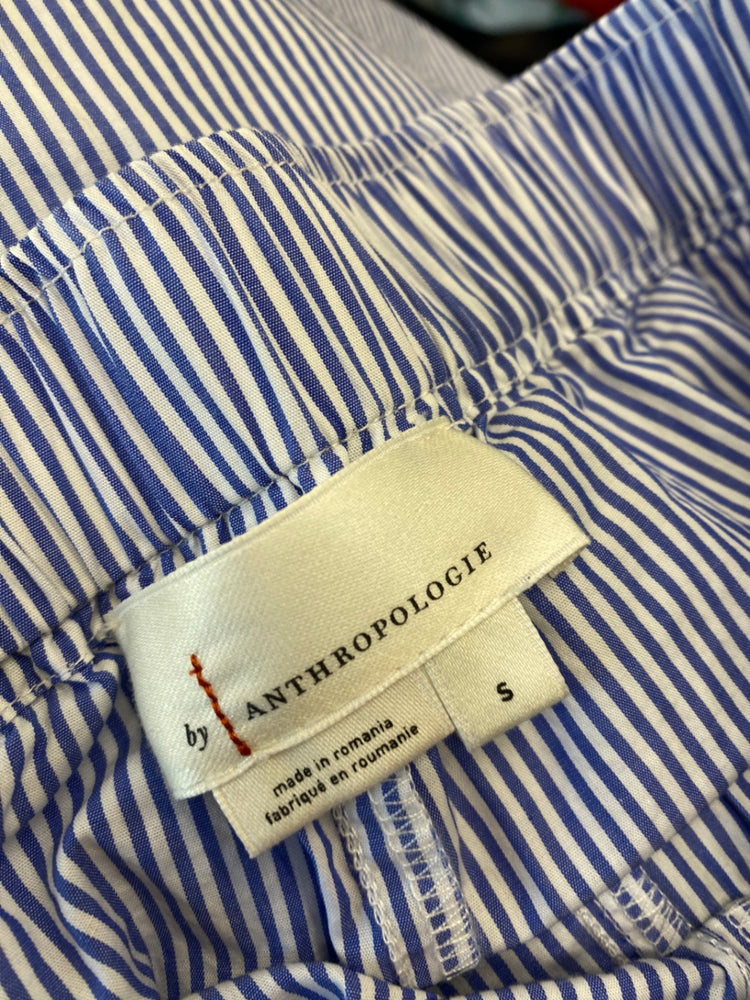 by ANTHROPOLOGIE
S
made in romania
fabriqué en roumanie